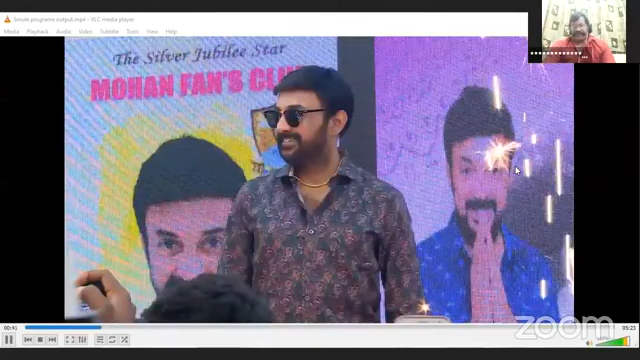 Simule programe output.mp4 - VLC media player
Media Playback Audio Video Subtitle Tools View Help
The Silver Jubilee Star
MOHAN FAN'S
00:41
05:23
zoom